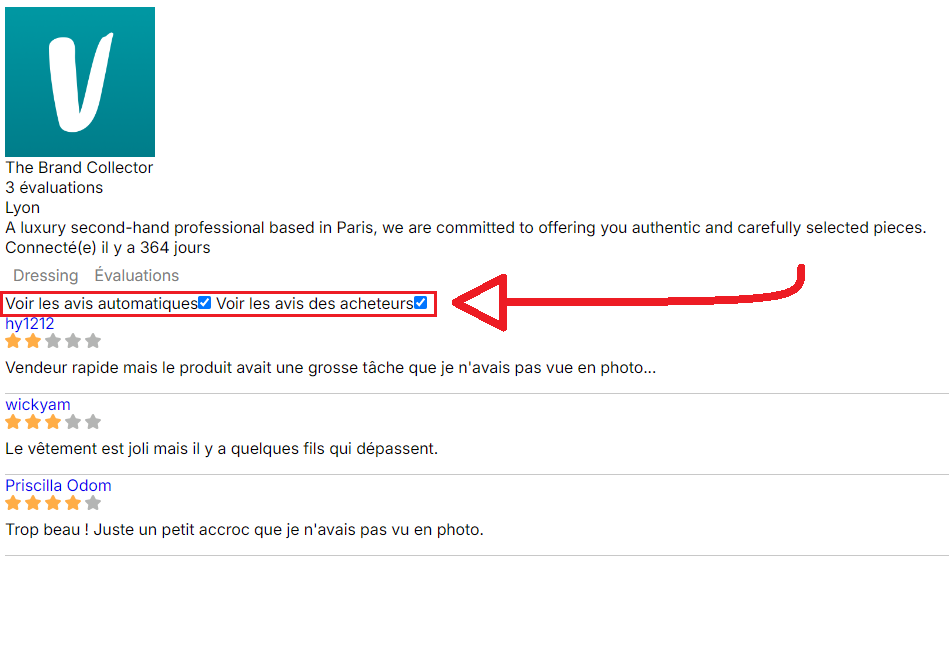 V
The Brand Collector
3 évaluations
Lyon
A luxury second-hand professional based in Paris, we are committed to offering you authentic and carefully selected pieces.
Connecté(e) il y a 364 jours
Dressing Évaluations
Voir les avis automatiques Voir les avis des acheteurs
hy1212
Vendeur rapide mais le produit avait une grosse tâche que je n'avais pas vue en photo...
wickyam
Le vêtement est joli mais il y a quelques fils qui dépassent.
Priscilla Odom
Trop beau ! Juste un petit accroc que je n'avais pas vu en photo.